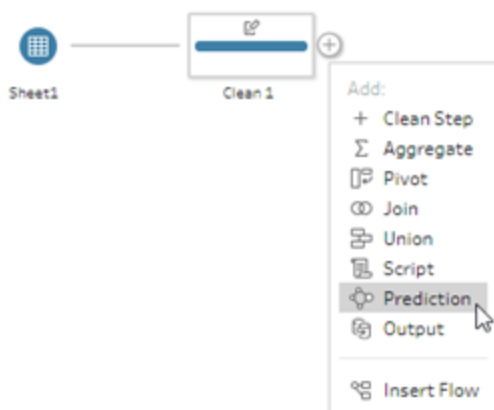 Sheet1
Clean 1
Add:
Clean Step
Aggregate
Pivot
Join
Union
Script
Prediction
Output
Insert Flow